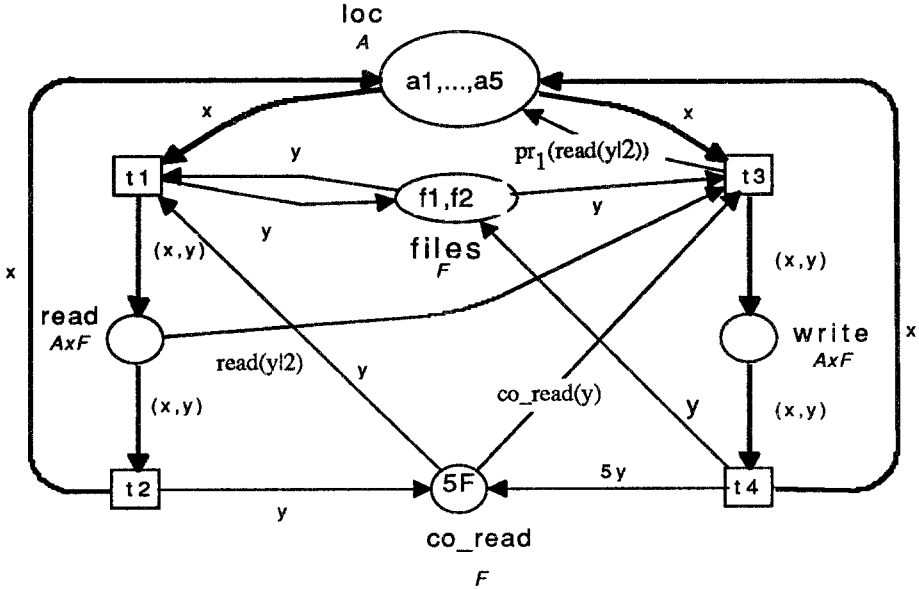 loc
A
a1,...,a5
x
x
y
pr1(read(y|2))
t1
t3
f1,f2
y
y
files
F
(x,y)
(x,y)
x
read
AxF
write
AxF
x
read(y|2)
y
co_read(y)
(x,y)
y
(x,y)
t2
5F
5y
t4
y
co_read
F